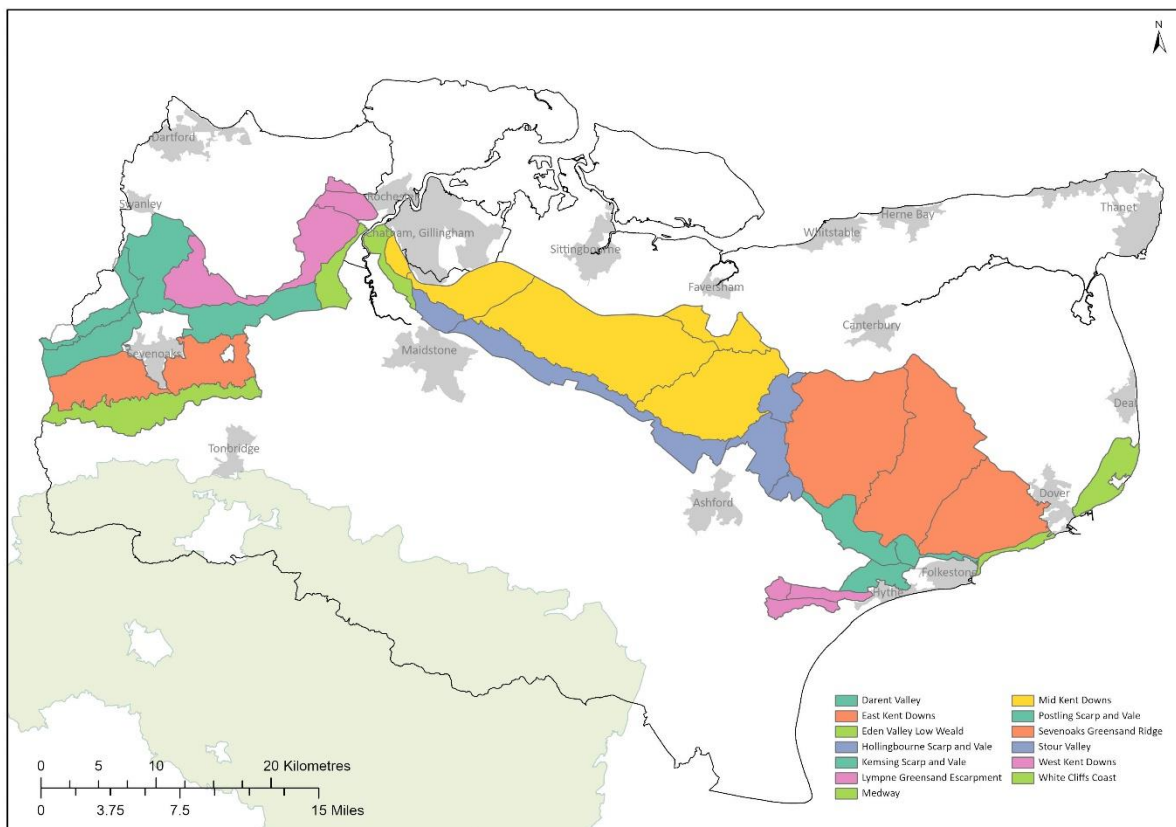 N
Dartford
Swanley
Rochester
Chatham, Gillingham
Sittingbourne
Whitstable
Herne Bay
Thanet
Faversham
Canterbury
Sevenoaks
Maidstone
Deal
Tonbridge
Ashford
Dover
Folkestone
Hythe
Darent Valley
East Kent Downs
Eden Valley Low Weald
Hollingbourne Scarp and Vale
Kemsing Scarp and Vale
Lympne Greensand Escarpment
Medway
Mid Kent Downs
Postling Scarp and Vale
Sevenoaks Greensand Ridge
Stour Valley
West Kent Downs
White Cliffs Coast
0 5 10 20 Kilometres
0 3.75 7.5 15 Miles